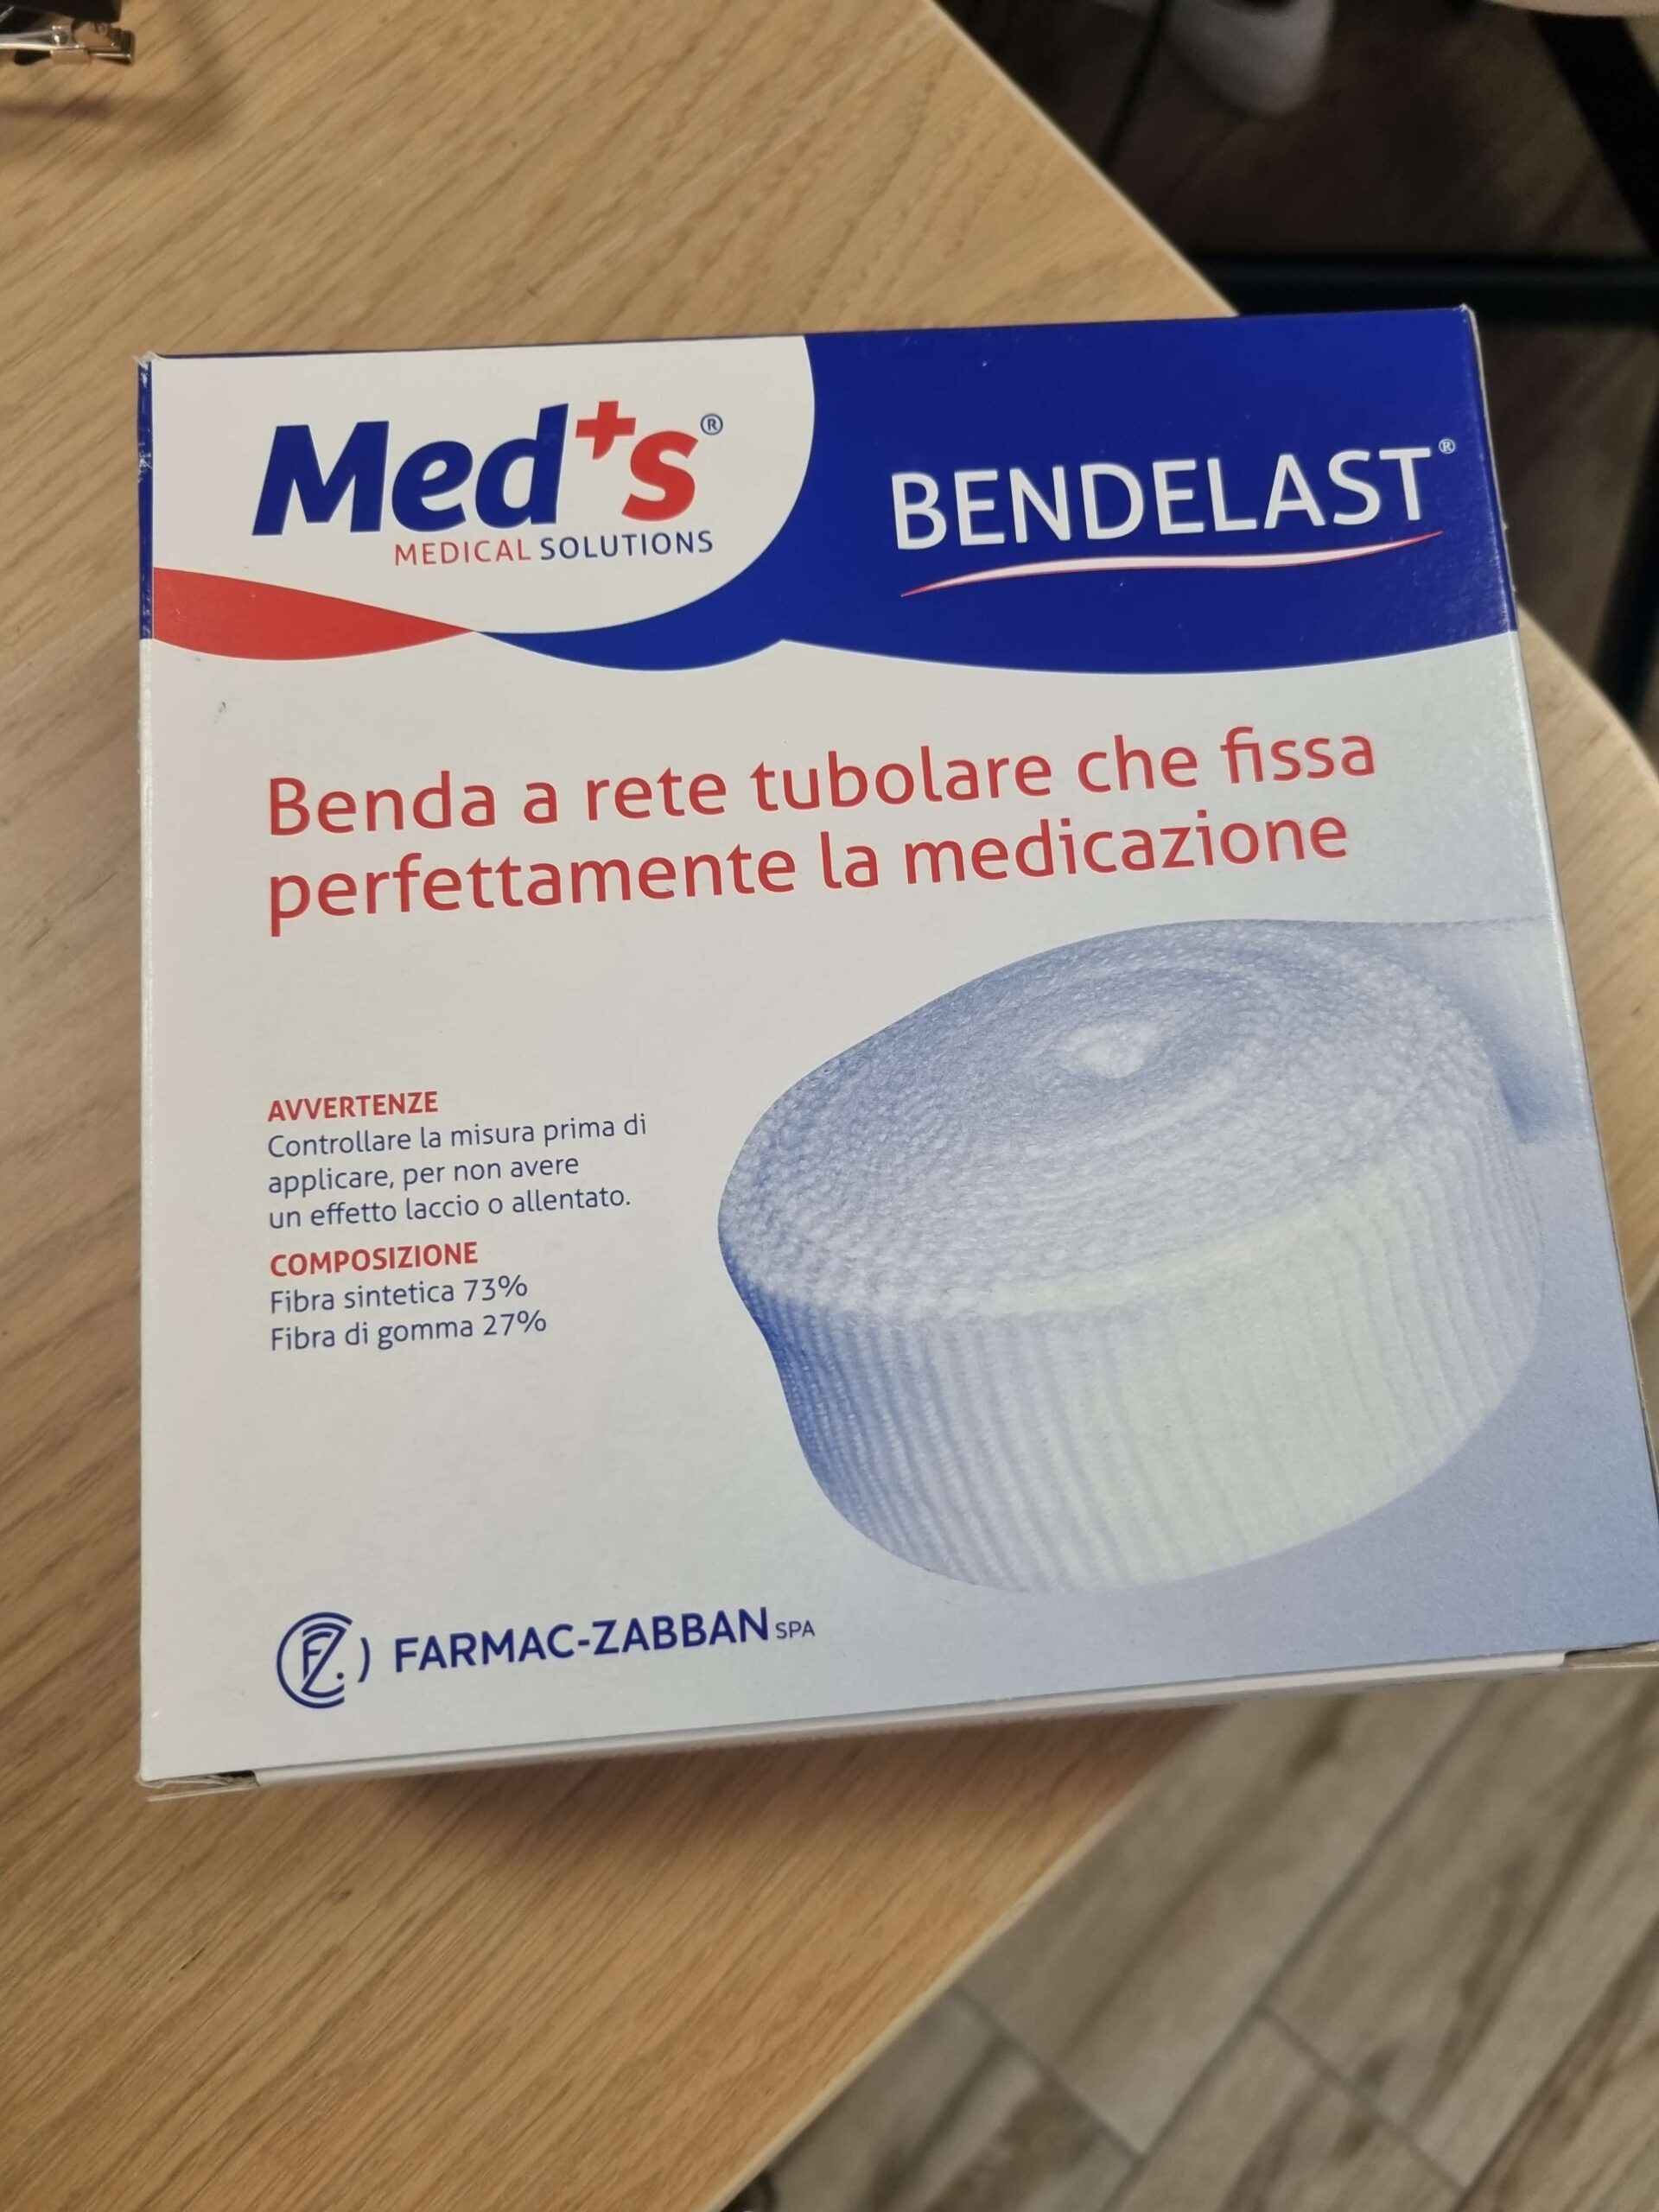 Med+s®
MEDICAL SOLUTIONS
BENDELAST®
Benda a rete tubolare che fissa
perfettamente la medicazione
AVVERTENZE
Controllare la misura prima di
applicare, per non avere
un effetto laccio o allentato.
COMPOSIZIONE
Fibra sintetica 73%
Fibra di gomma 27%
FZ FARMAC-ZABBAN SPA